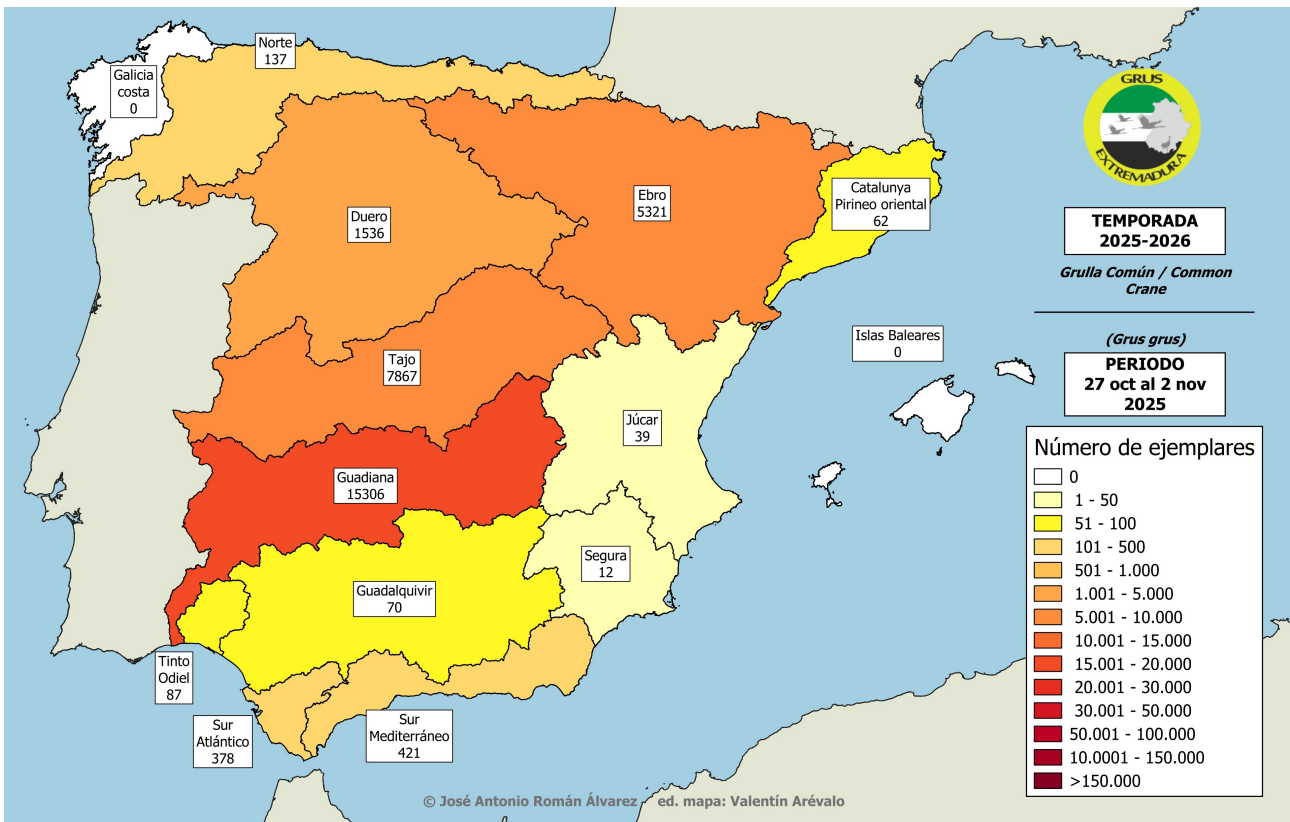 Norte
137
Galicia
costa
0
Duero
1536
Ebro
5321
Catalunya
Pirineo oriental
62
Tajo
7867
Islas Baleares
0
Júcar
39
Guadiana
15306
Segura
12
Guadalquivir
70
Tinto
Odiel
87
Sur
Atlántico
378
Sur
Mediterráneo
421
GRUS
EXTREMADURA
TEMPORADA
2025-2026
Grulla Común / Common
Crane
(Grus grus)
PERIODO
27 oct al 2 nov
2025
Número de ejemplares
0
1 - 50
51 - 100
101 - 500
501 - 1.000
1.001 - 5.000
5.001 - 10.000
10.001 - 15.000
15.001 - 20.000
20.001 - 30.000
30.001 - 50.000
50.001 - 100.000
10.0001 - 150.000
>150.000
© José Antonio Román Álvarez ed. mapa: Valentín Arévalo